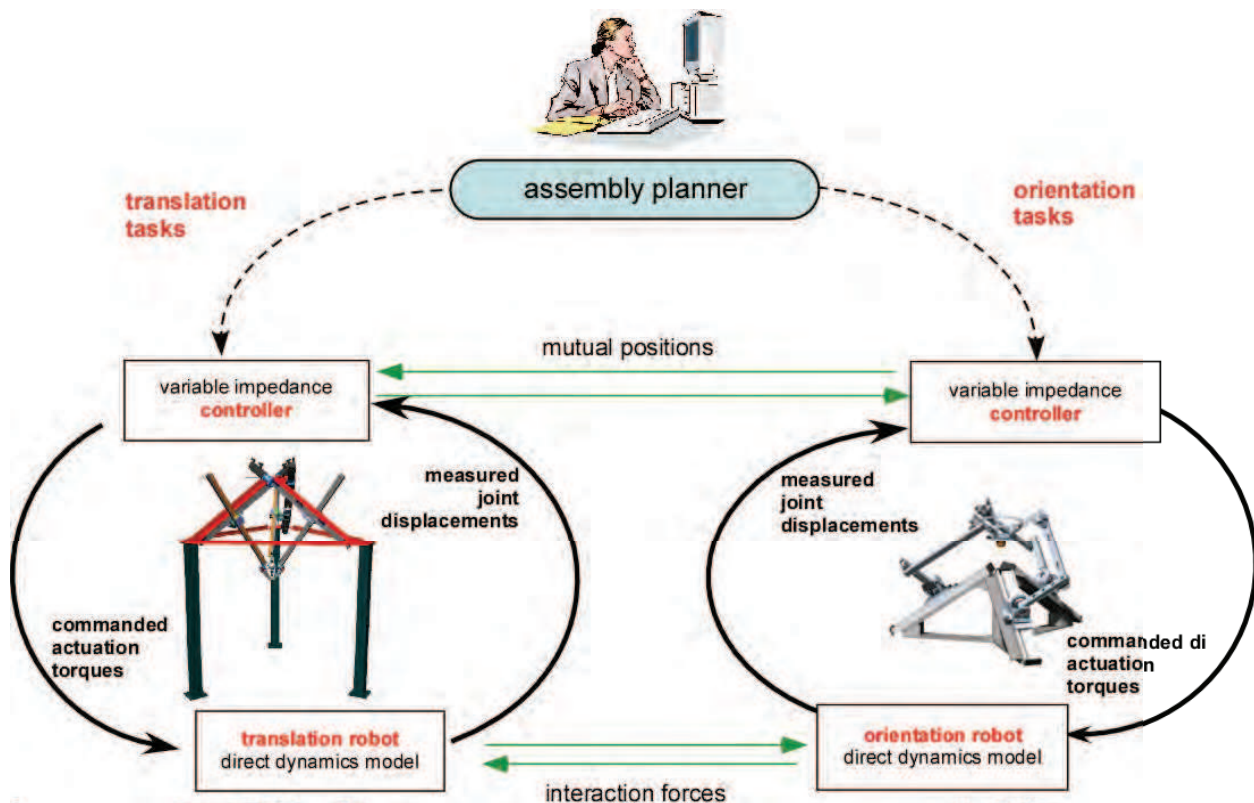 assembly planner
translation
tasks
orientation
tasks
mutual positions
variable impedance
controller
variable impedance
controller
measured
joint
displacements
measured
joint
displacements
commanded
actuation
torques
commanded di
actuation
torques
translation robot
direct dynamics model
orientation robot
direct dynamics model
interaction forces